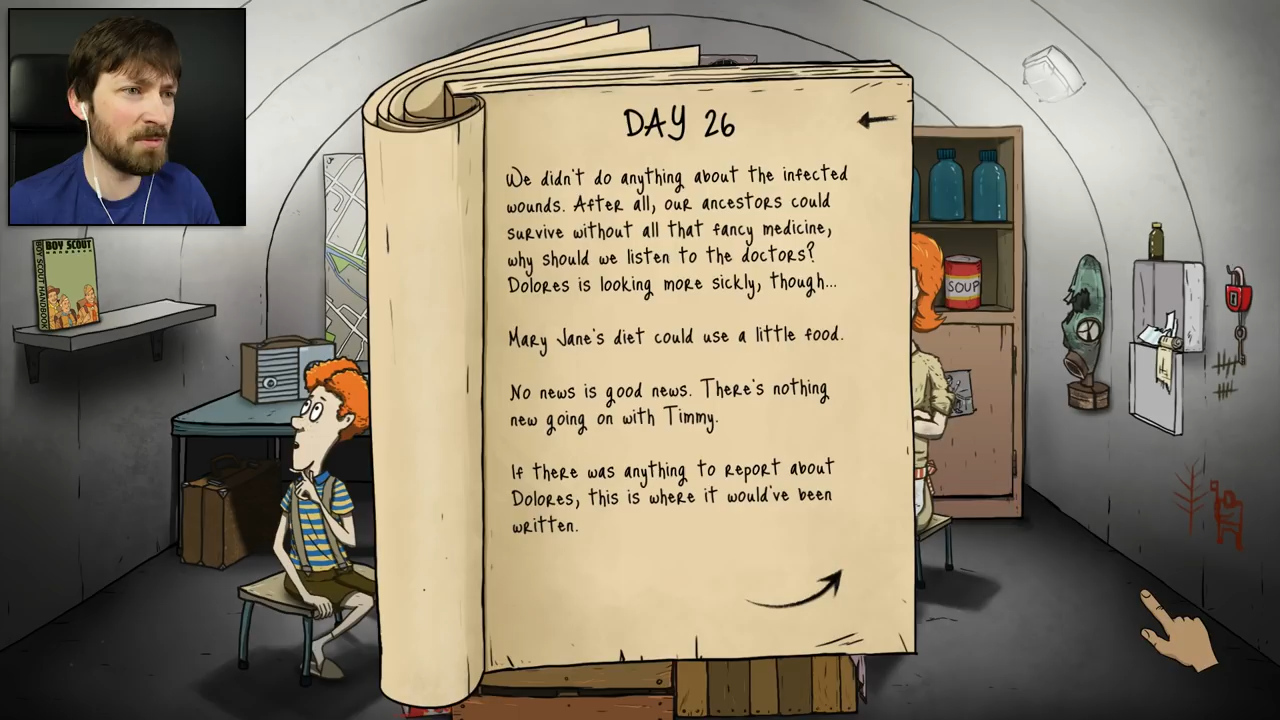 DAY 26
We didn't do anything about the infected
wounds. After all, our ancestors could
survive without all that fancy medicine,
why should we listen to the doctors?
Dolores is looking more sickly, though...
Mary Jane's diet could use a little food.
No news is good news. There's nothing
new going on with Timmy.
If there was anything to report about
Dolores, this is where it would've been
written.
BOY SCOUT
BOY SCOUT HANDBOOK
SOUP